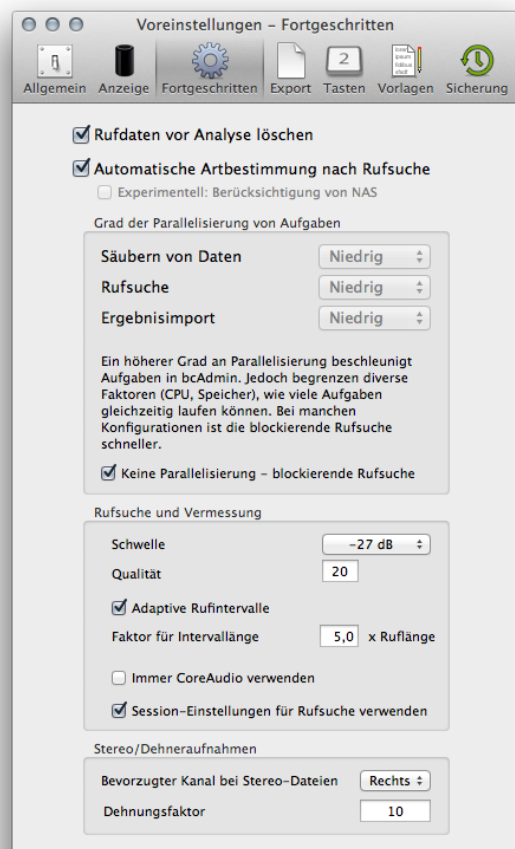 Voreinstellungen – Fortgeschritten
2
lorem
ipsum
Allgemein Anzeige Fortgeschritten Export Tasten Vorlagen Sicherung
Rufdaten vor Analyse löschen
Automatische Artbestimmung nach Rufsuche
Experimentell: Berücksichtigung von NAS
Grad der Parallelisierung von Aufgaben
Säubern von Daten Niedrig
Rufsuche Niedrig
Ergebnisimport Niedrig
Ein höherer Grad an Parallelisierung beschleunigt
Aufgaben in bcAdmin. Jedoch begrenzen diverse
Faktoren (CPU, Speicher), wie viele Aufgaben
gleichzeitig laufen können. Bei manchen
Konfigurationen ist die blockierende Rufsuche
schneller.
Keine Parallelisierung – blockierende Rufsuche
Rufsuche und Vermessung
Schwelle -27 dB
Qualität 20
Adaptive Rufintervalle
Faktor für Intervallänge 5,0 x Ruflänge
Immer CoreAudio verwenden
Session-Einstellungen für Rufsuche verwenden
Stereo/Dehneraufnahmen
Bevorzugter Kanal bei Stereo-Dateien Rechts
Dehnungsfaktor 10